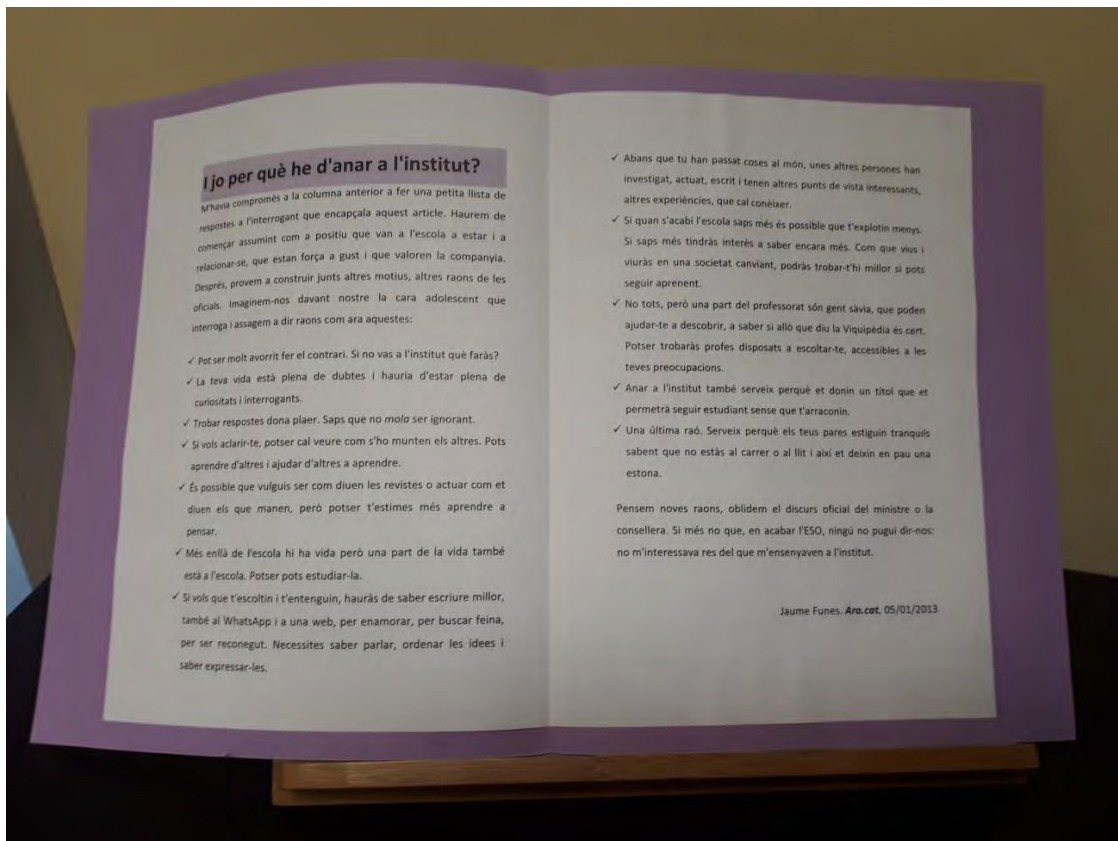 I jo per què he d'anar a l'institut?
M'havia compromès a la columna anterior a fer una petita llista de
respostes a l'interrogant que encapçala aquest article. Haurem de
començar assumint com a positiu que van a l'escola a estar i a
relacionar-se, que estan força a gust i que valoren la companyia.
Després, provem a construir junts altres motius, altres raons de les
oficials. Imaginem-nos davant nostre la cara adolescent que
interroga i assagem a dir raons com ara aquestes:
✓ Pot ser molt avorrit fer el contrari. Si no vas a l'institut què faràs?
✓ La teva vida està plena de dubtes i hauria d'estar plena de
curiositats i interrogants.
✓ Trobar respostes dona plaer. Saps que no mola ser ignorant.
✓ Si vols aclarir-te, potser cal veure com s'ho munten els altres. Pots
aprendre d'altres i ajudar d'altres a aprendre.
✓ És possible que vulguis ser com diuen les revistes o actuar com et
diuen els que manen, però potser t'estimes més aprendre a
pensar.
✓ Més enllà de l'escola hi ha vida però una part de la vida també
està a l'escola. Potser pots estudiar-la.
✓ Si vols que t'escoltin i t'entenguin, hauràs de saber escriure millor,
també al WhatsApp i a una web, per enamorar, per buscar feina,
per ser reconegut. Necessites saber parlar, ordenar les idees i
saber expressar-les.
✓ Abans que tu han passat coses al món, unes altres persones han
investigat, actuat, escrit i tenen altres punts de vista interessants,
altres experiències, que cal conèixer.
✓ Si quan s'acabi l'escola saps més és possible que t'explotin menys.
Si saps més tindràs interès a saber encara més. Com que vius i
viuràs en una societat canviant, podràs trobar-t'hi millor si pots
seguir aprenent.
✓ No tots, però una part del professorat són gent sàvia, que poden
ajudar-te a descobrir, a saber si allò que diu la Viquipèdia és cert.
Potser trobaràs profes disposats a escoltar-te, accessibles a les
teves preocupacions.
✓ Anar a l'institut també serveix perquè et donin un títol que et
permetrà seguir estudiant sense que t'arraconin.
✓ Una última raó. Serveix perquè els teus pares estiguin tranquils
sabent que no estàs al carrer o al llit i així et deixin en pau una
estona.
Pensem noves raons, oblidem el discurs oficial del ministre o la
consellera. Si més no que, en acabar l'ESO, ningú no pugui dir-nos:
no m'interessava res del que m'ensenyaven a l'institut.
Jaume Funes. Ara.cat. 05/01/2013